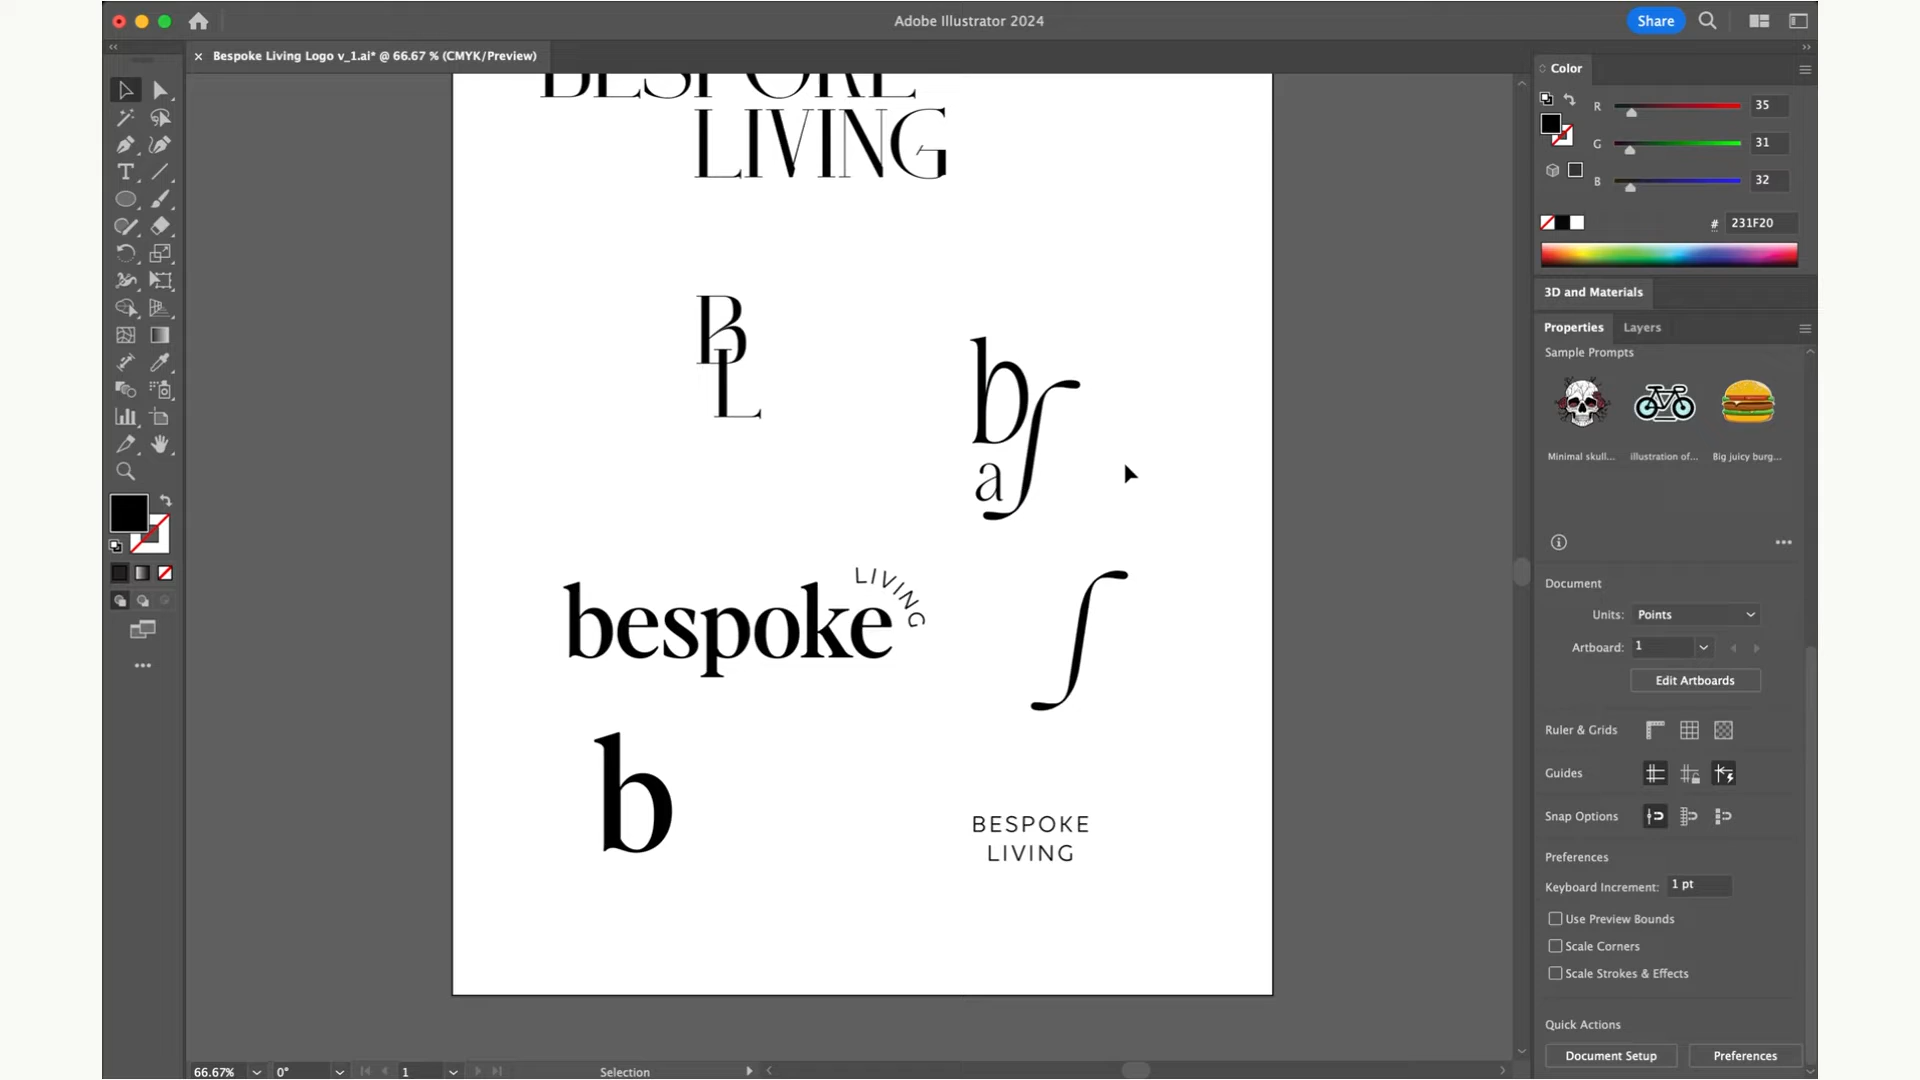 Adobe Illustrator 2024
Share
Bespoke Living Logo v_1.ai* @ 66.67 % (CMYK/Preview)
Color
R 35
G 31
B 32
# 231F20
3D and Materials
Properties Layers
Sample Prompts
Minimal skull... illustration of... Big juicy burg...
Document
Units: Points
Artboard: 1
Edit Artboards
Ruler & Grids
Guides
Snap Options
Preferences
Keyboard Increment: 1 pt
Use Preview Bounds
Scale Corners
Scale Strokes & Effects
Quick Actions
Document Setup Preferences
BESPOKE
LIVING
B
L
b
a
bespoke
LIVING
b
BESPOKE
LIVING
66.67% 0° 1 Selection